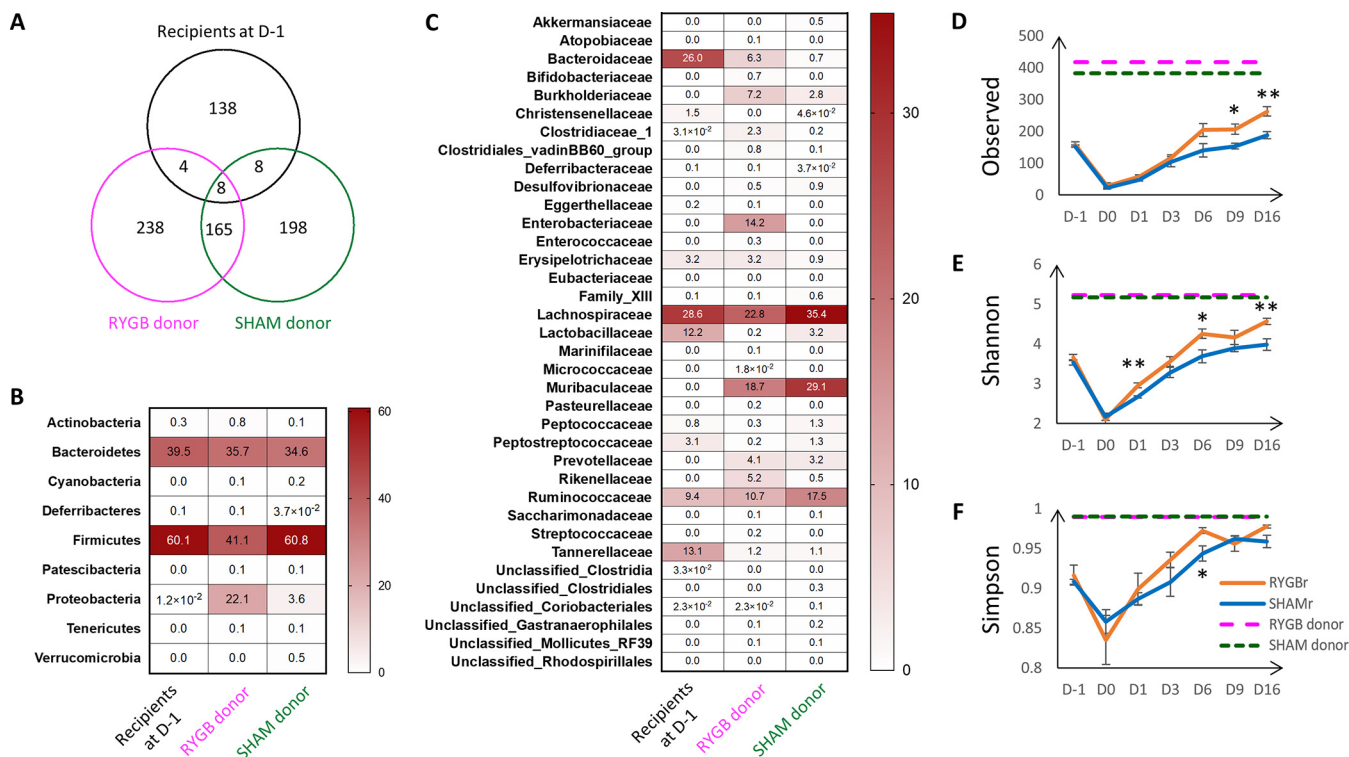 A
Recipients at D-1
138
4
8
8
238
165
198
RYGB donor
SHAM donor
B
Actinobacteria 0.3 0.8 0.1
Bacteroidetes 39.5 35.7 34.6
Cyanobacteria 0.0 0.1 0.2
Deferribacteres 0.1 0.1 3.7×10-2
Firmicutes 60.1 41.1 60.8
Patescibacteria 0.0 0.1 0.1
Proteobacteria 1.2×10-2 22.1 3.6
Tenericutes 0.0 0.1 0.1
Verrucomicrobia 0.0 0.0 0.5
60
40
20
0
Recipients
at D-1
RYGB donor
SHAM donor
C
Akkermansiaceae 0.0 0.0 0.5
Atopobiaceae 0.0 0.1 0.0
Bacteroidaceae 26.0 6.3 0.7
Bifidobacteriaceae 0.0 0.7 0.0
Burkholderiaceae 0.0 7.2 2.8
Christensenellaceae 1.5 0.0 4.6×10-2
Clostridiaceae_1 3.1×10-2 2.3 0.2
Clostridiales_vadinBB60_group 0.0 0.8 0.1
Deferribacteraceae 0.1 0.1 3.7×10-2
Desulfovibrionaceae 0.0 0.5 0.9
Eggerthellaceae 0.2 0.1 0.0
Enterobacteriaceae 0.0 14.2 0.0
Enterococcaceae 0.0 0.3 0.0
Erysipelotrichaceae 3.2 3.2 0.9
Eubacteriaceae 0.0 0.0 0.0
Family_XIII 0.1 0.1 0.6
Lachnospiraceae 28.6 22.8 35.4
Lactobacillaceae 12.2 0.2 3.2
Marinifilaceae 0.0 0.1 0.0
Micrococcaceae 0.0 1.8×10-2 0.0
Muribaculaceae 0.0 18.7 29.1
Pasteurellaceae 0.0 0.2 0.0
Peptococcaceae 0.8 0.3 1.3
Peptostreptococcaceae 3.1 0.2 1.3
Prevotellaceae 0.0 4.1 3.2
Rikenellaceae 0.0 5.2 0.5
Ruminococcaceae 9.4 10.7 17.5
Saccharimonadaceae 0.0 0.1 0.1
Streptococcaceae 0.0 0.2 0.0
Tannerellaceae 13.1 1.2 1.1
Unclassified_Clostridia 3.3×10-2 0.0 0.0
Unclassified_Clostridiales 0.0 0.0 0.3
Unclassified_Coriobacteriales 2.3×10-2 2.3×10-2 0.1
Unclassified_Gastranaerophilales 0.0 0.1 0.2
Unclassified_Mollicutes_RF39 0.0 0.1 0.1
Unclassified_Rhodospirillales 0.0 0.0 0.0
30
20
10
0
Recipients
at D-1
RYGB donor
SHAM donor
D
Observed
500
400
300
200
100
0
*
**
D-1 D0 D1 D3 D6 D9 D16
E
Shannon
6
5
4
3
2
**
*
**
D-1 D0 D1 D3 D6 D9 D16
F
Simpson
1
0.95
0.9
0.85
0.8
*
RYGBr
SHAMr
RYGB donor
SHAM donor
D-1 D0 D1 D3 D6 D9 D16